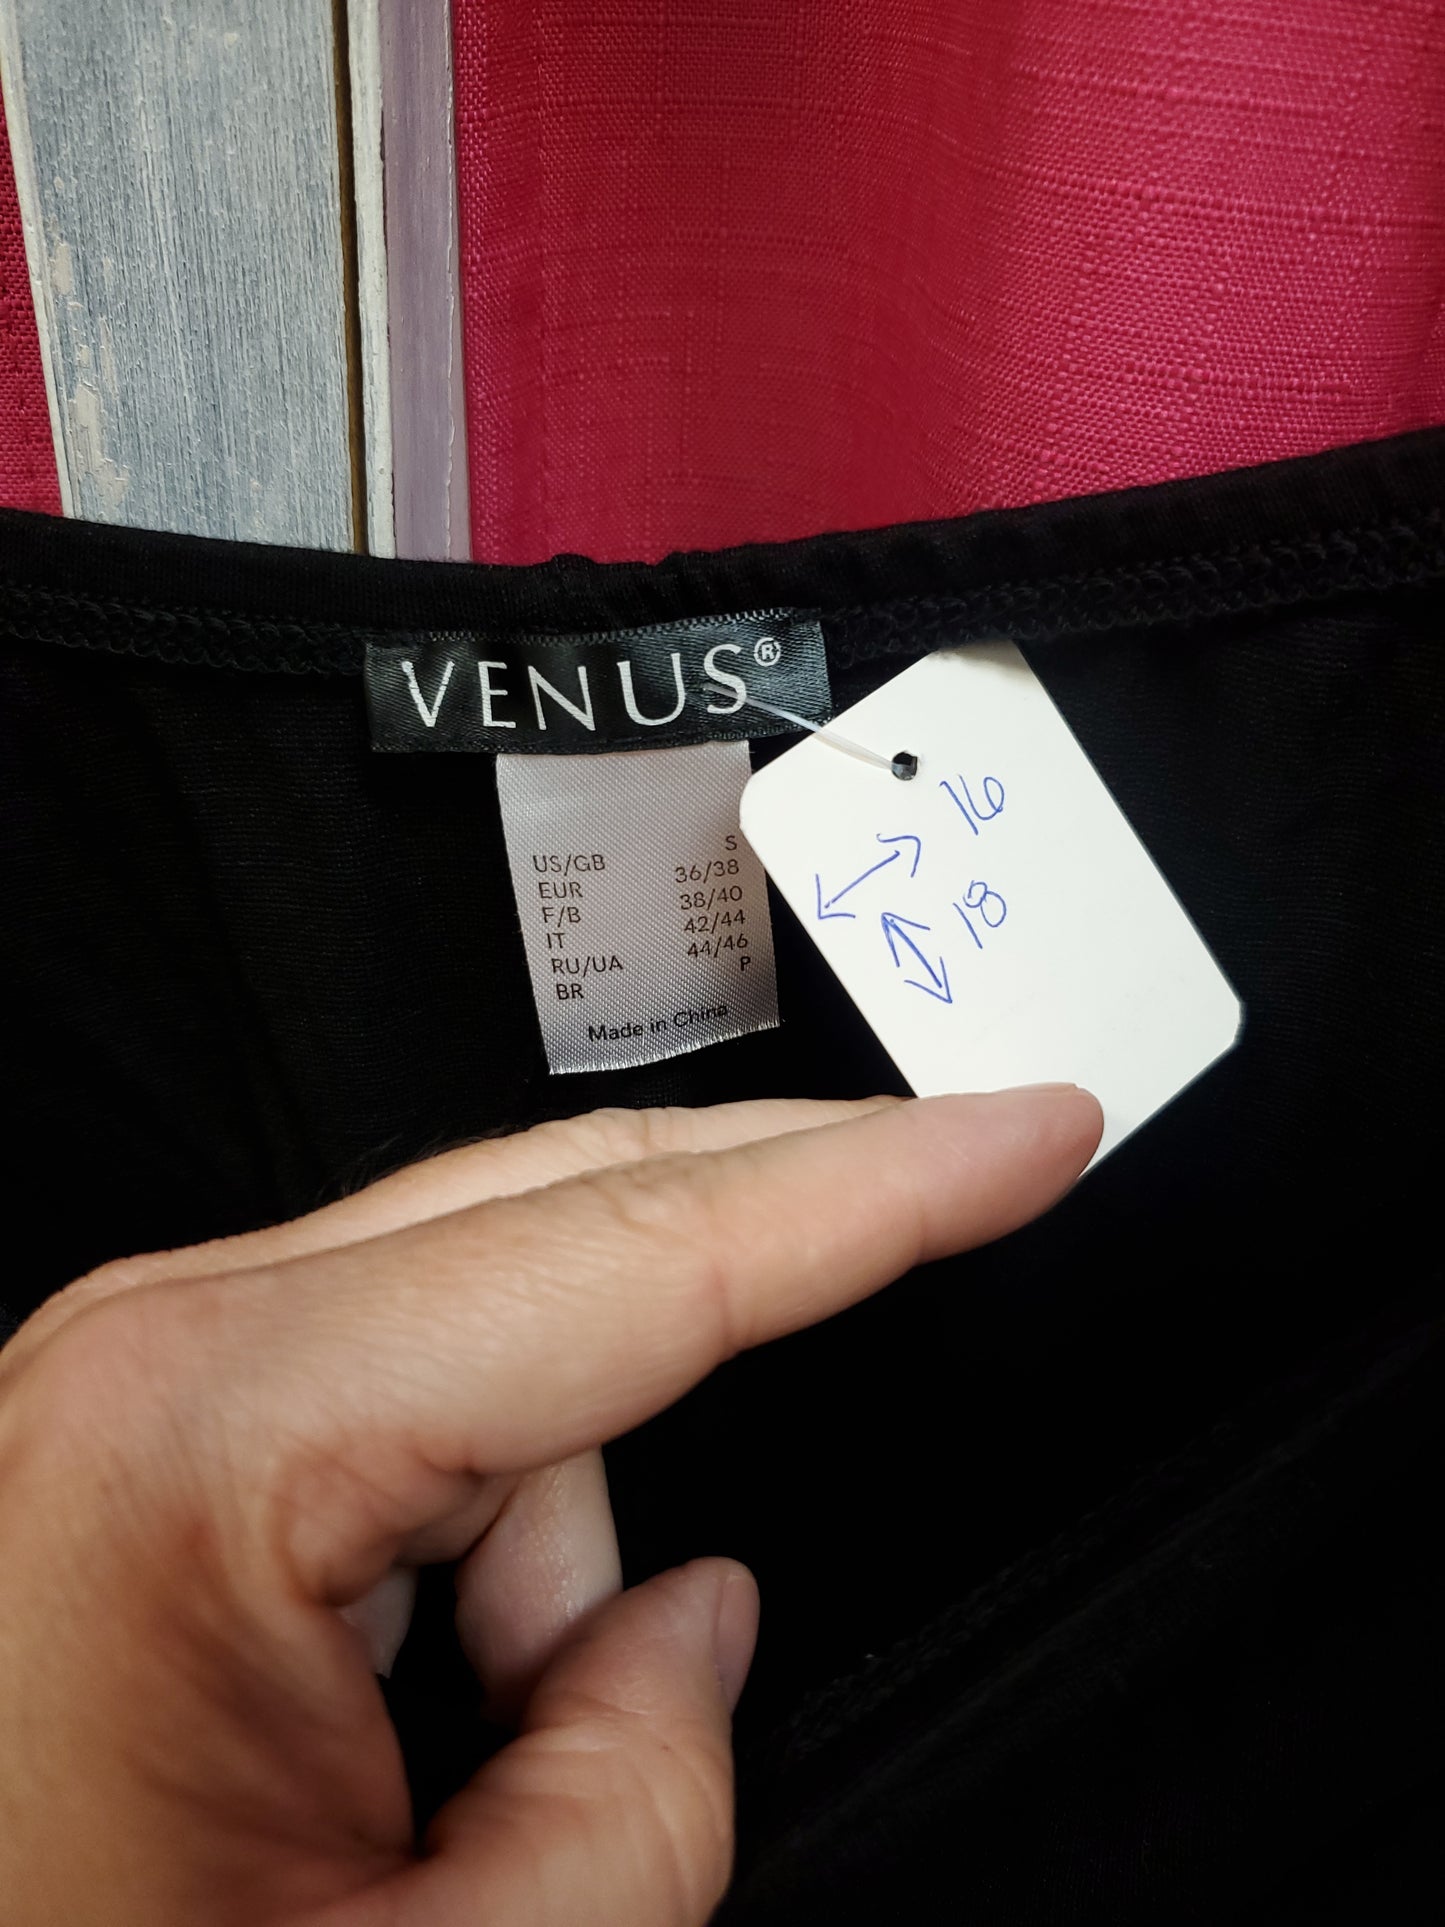 VENUS®
US/GB S
EUR 36/38
F/B 38/40
IT 42/44
RU/UA 44/46
BR P
Made in China
16
18